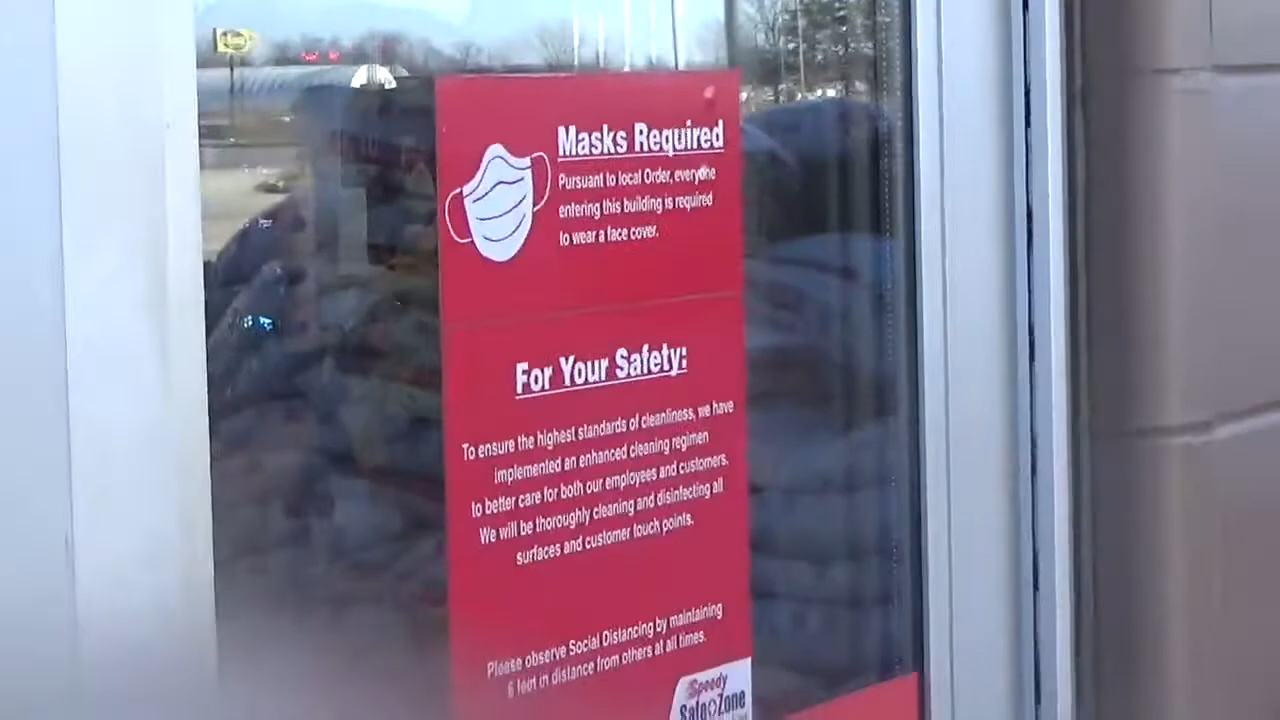 Masks Required
Pursuant to local Order, everyone
entering this building is required
to wear a face cover.
For Your Safety:
To ensure the highest standards of cleanliness, we have
implemented an enhanced cleaning regimen
to better care for both our employees and customers.
We will be thoroughly cleaning and disinfecting all
surfaces and customer touch points.
Please observe Social Distancing by maintaining
6 feet in distance from others at all times.
Speedy
Safe Zone